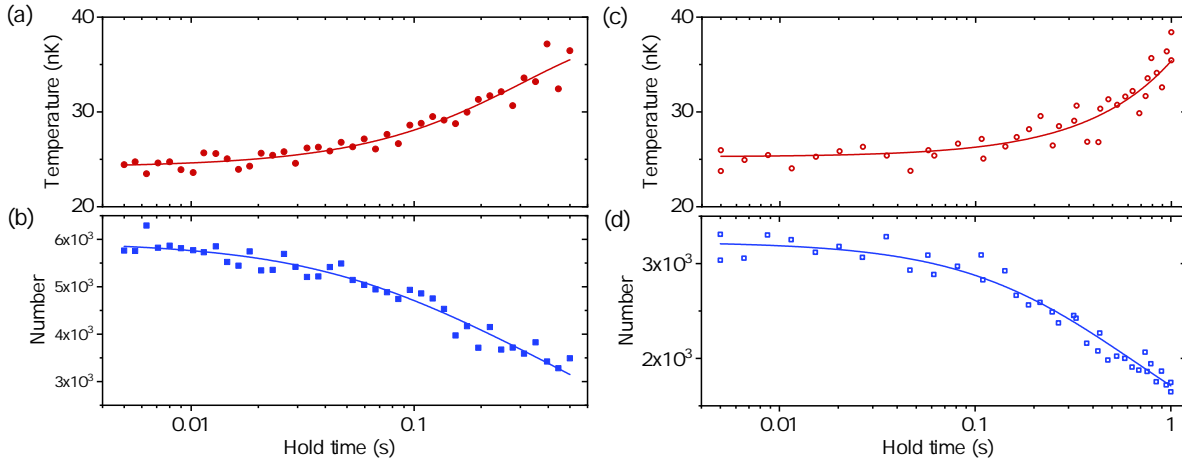 (a)
Temperature (nK)
40
30
20
(b)
Number
6x10³
5x10³
4x10³
3x10³
0.01
0.1
Hold time (s)
(c)
Temperature (nK)
40
30
20
(d)
Number
3x10³
2x10³
0.01
0.1
1
Hold time (s)